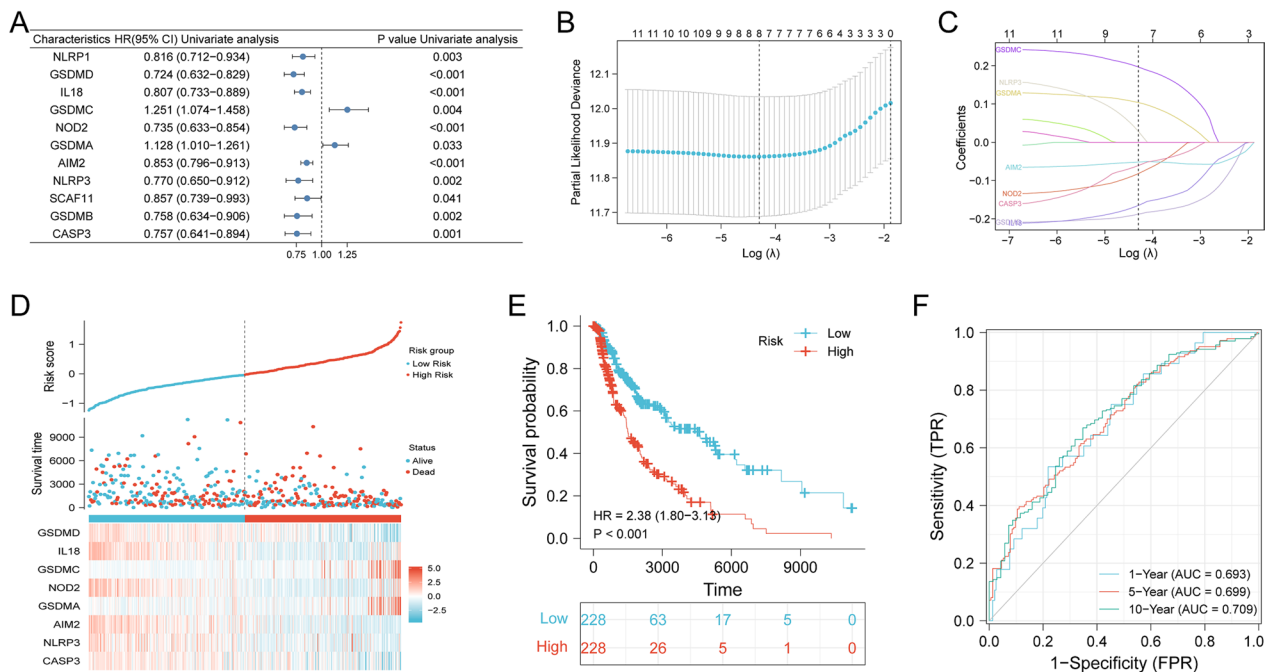 A
Characteristics HR(95% CI) Univariate analysis P value Univariate analysis
NLRP1 0.816 (0.712−0.934) 0.003
GSDMD 0.724 (0.632−0.829) <0.001
IL18 0.807 (0.733−0.889) <0.001
GSDMC 1.251 (1.074−1.458) 0.004
NOD2 0.735 (0.633−0.854) <0.001
GSDMA 1.128 (1.010−1.261) 0.033
AIM2 0.853 (0.796−0.913) <0.001
NLRP3 0.770 (0.650−0.912) 0.002
SCAF11 0.857 (0.739−0.993) 0.041
GSDMB 0.758 (0.634−0.906) 0.002
CASP3 0.757 (0.641−0.894) 0.001
0.75 1.00 1.25
B
11 11 11 10 10 10 9 9 9 8 8 8 8 7 7 7 7 6 6 4 3 3 3 3 0
Partial Likelihood Deviance
12.1
12.0
11.9
11.8
11.7
−6 −5 −4 −3 −2
Log (λ)
C
11 11 9 7 6 3
Coefficients
0.2
0.1
0.0
−0.1
−0.2
GSDMC
NLRP3
GSDMA
AIM2
NOD2
CASP3
−7 −6 −5 −4 −3 −2
Log (λ)
D
Risk score
1
0
−1
Risk group
Low Risk
High Risk
Survival time
9000
6000
3000
0
Status
Alive
Dead
GSDMD
IL18
GSDMC
NOD2
GSDMA
AIM2
NLRP3
CASP3
5.0
2.5
0.0
−2.5
E
Survival probability
1.0
0.8
0.6
0.4
0.2
0.0
Risk
Low
High
HR = 2.38 (1.80−3.13)
P < 0.001
0 3000 6000 9000
Time
Low 228 63 17 5 0
High 228 26 5 1 0
F
Sensitivity (TPR)
1.0
0.8
0.6
0.4
0.2
0.0
1−Year (AUC = 0.693)
5−Year (AUC = 0.699)
10−Year (AUC = 0.709)
0.0 0.2 0.4 0.6 0.8 1.0
1−Specificity (FPR)